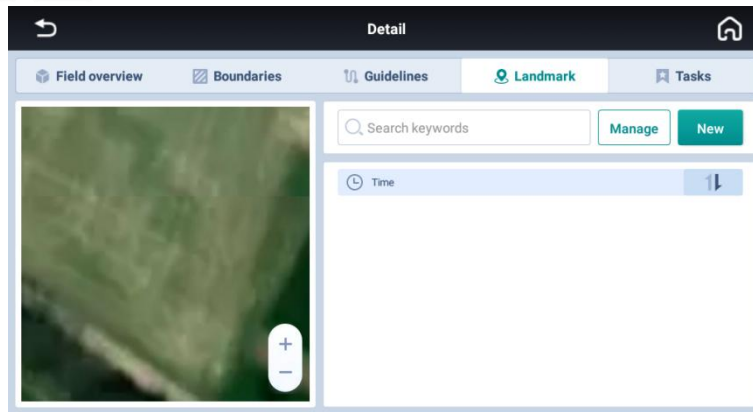 Detail
Field overview Boundaries Guidelines Landmark Tasks
Search keywords Manage New
Time
+
−